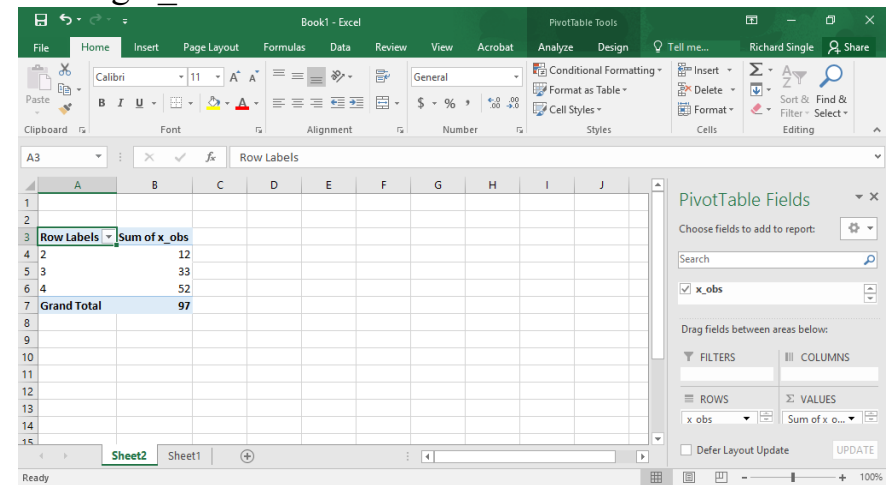 Book1 - Excel
PivotTable Tools
File Home Insert Page Layout Formulas Data Review View Acrobat Analyze Design Tell me... Richard Single Share
Calibri 11 A A General Conditional Formatting Insert
Paste Format as Table Delete
B I U A $ % , .0 .00 Cell Styles Format Sort & Find &
Filter Select
Clipboard Font Alignment Number Styles Cells Editing
A3 fx Row Labels
A B C D E F G H I J
1
2
3 Row Labels Sum of x_obs
4 2 12
5 3 33
6 4 52
7 Grand Total 97
8
9
10
11
12
13
14
15
PivotTable Fields
Choose fields to add to report:
Search
x_obs
Drag fields between areas below:
FILTERS COLUMNS
ROWS Σ VALUES
x_obs Sum of x_o...
Defer Layout Update UPDATE
Sheet2 Sheet1
Ready 100%